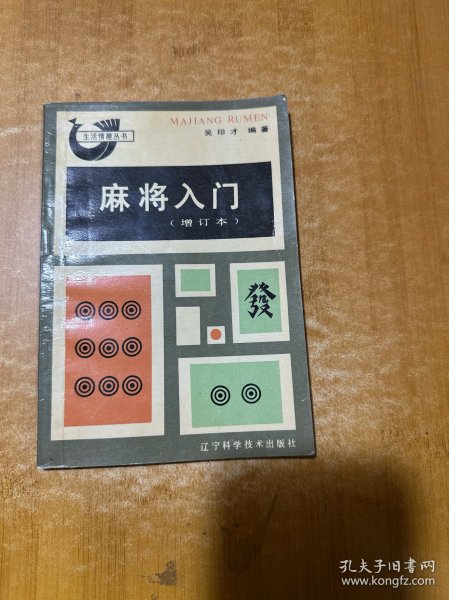 MAJIANG RUMEN
吴印才 编著
生活情趣丛书
麻将入门
（增订本）
發
辽宁科学技术出版社
孔夫子旧书网
www.kongfz.com